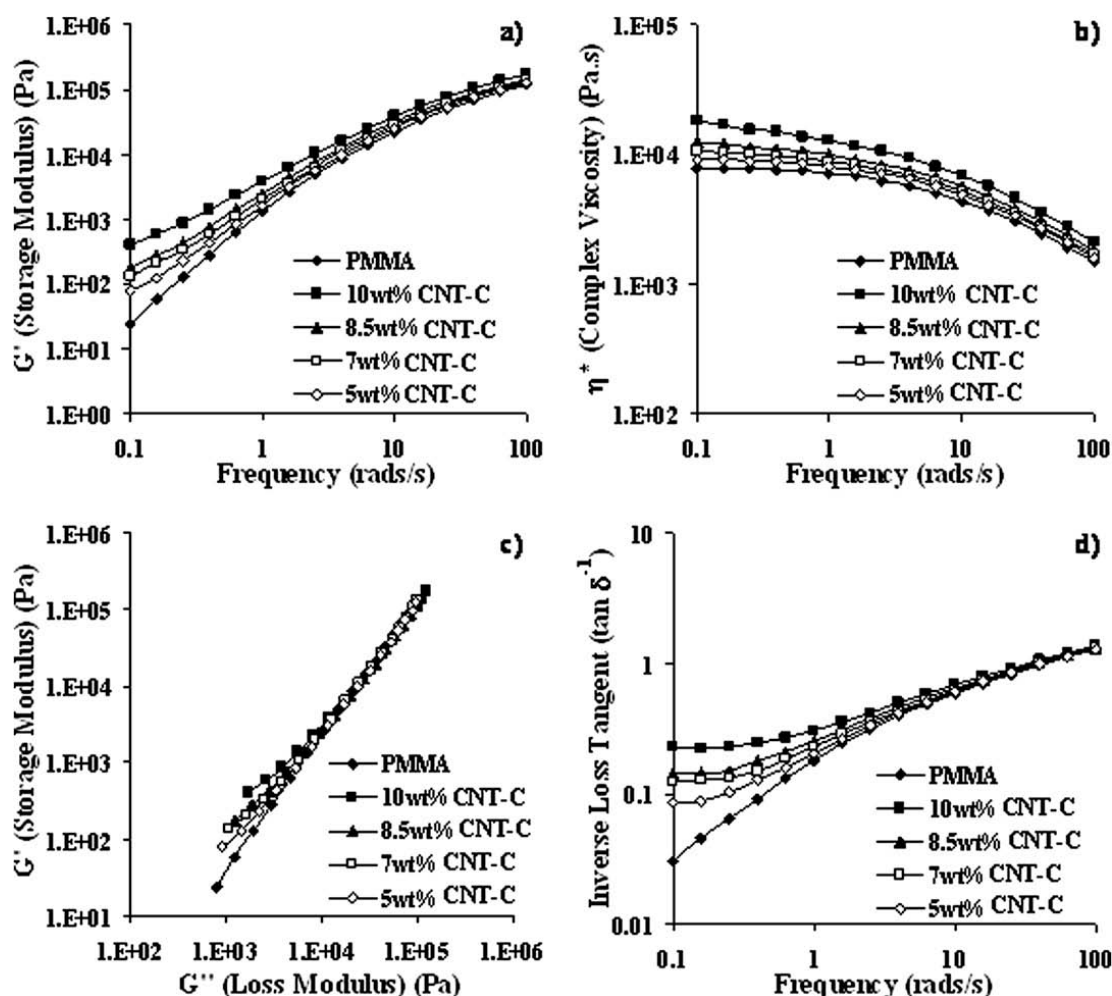 a)
G' (Storage Modulus) (Pa)
1.E+06
1.E+05
1.E+04
1.E+03
1.E+02
1.E+01
1.E+00
PMMA
10wt% CNT-C
8.5wt% CNT-C
7wt% CNT-C
5wt% CNT-C
0.1 1 10 100
Frequency (rads/s)
b)
η* (Complex Viscosity) (Pa.s)
1.E+05
1.E+04
1.E+03
1.E+02
PMMA
10wt% CNT-C
8.5wt% CNT-C
7wt% CNT-C
5wt% CNT-C
0.1 1 10 100
Frequency (rads/s)
c)
G' (Storage Modulus) (Pa)
1.E+06
1.E+05
1.E+04
1.E+03
1.E+02
1.E+01
PMMA
10wt% CNT-C
8.5wt% CNT-C
7wt% CNT-C
5wt% CNT-C
1.E+02 1.E+03 1.E+04 1.E+05 1.E+06
G'' (Loss Modulus) (Pa)
d)
Inverse Loss Tangent (tan δ⁻¹
10
1
0.1
0.01
PMMA
10wt% CNT-C
8.5wt% CNT-C
7wt% CNT-C
5wt% CNT-C
0.1 1 10 100
Frequency (rads/s)